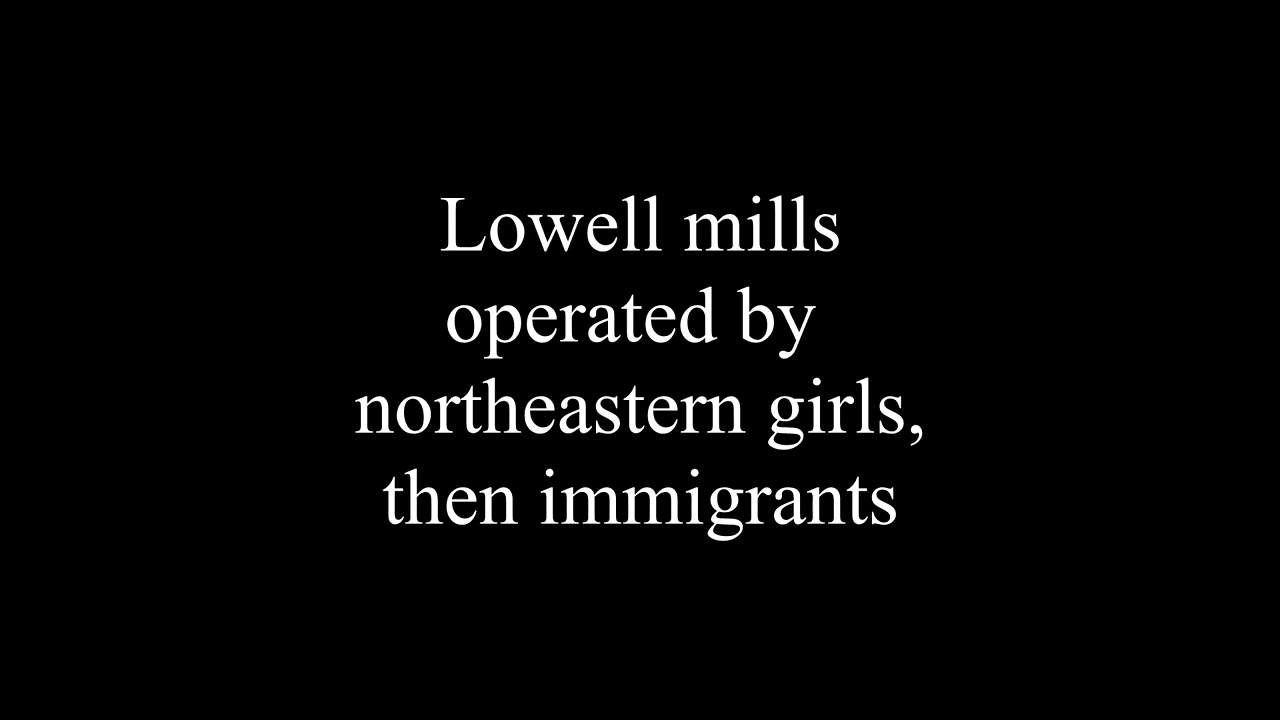 Lowell mills
operated by
northeastern girls,
then immigrants